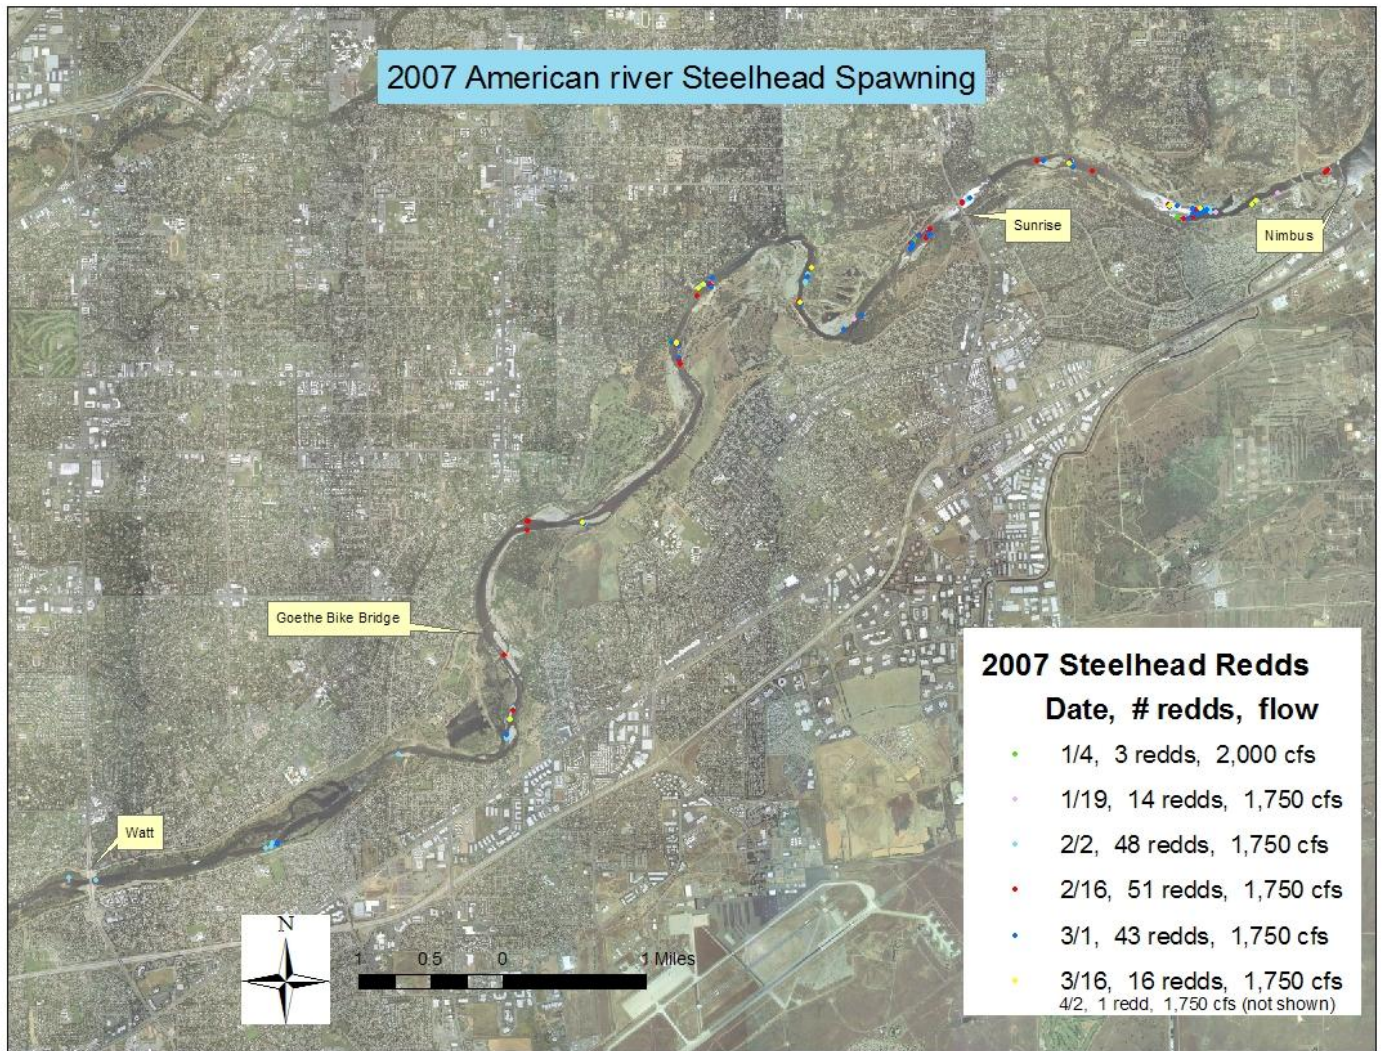 2007 American river Steelhead Spawning
Sunrise
Nimbus
Goethe Bike Bridge
Watt
N
1 0.5 0 1 Miles
2007 Steelhead Redds
Date, # redds, flow
1/4, 3 redds, 2,000 cfs
1/19, 14 redds, 1,750 cfs
2/2, 48 redds, 1,750 cfs
2/16, 51 redds, 1,750 cfs
3/1, 43 redds, 1,750 cfs
3/16, 16 redds, 1,750 cfs
4/2, 1 redd, 1,750 cfs (not shown)